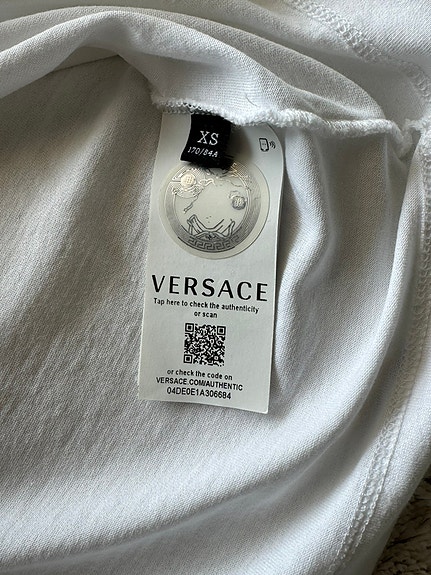 XS
170/84A
VERSACE
Tap here to check the authenticity
or scan
or check the code on
VERSACE.COM/AUTHENTIC
04DE0E1A306684